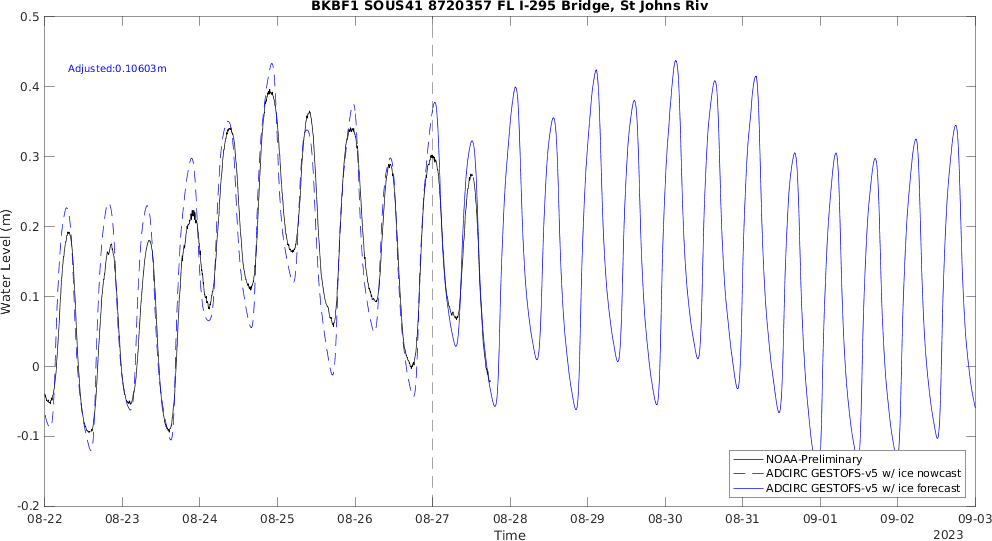 BKBF1 SOUS41 8720357 FL I-295 Bridge, St Johns Riv
Adjusted:0.10603m
0.5
0.4
0.3
0.2
0.1
0
-0.1
-0.2
Water Level (m)
NOAA-Preliminary
ADCIRC GESTOFS-v5 w/ ice nowcast
ADCIRC GESTOFS-v5 w/ ice forecast
08-22 08-23 08-24 08-25 08-26 08-27 08-28 08-29 08-30 08-31 09-01 09-02 09-03
Time
2023